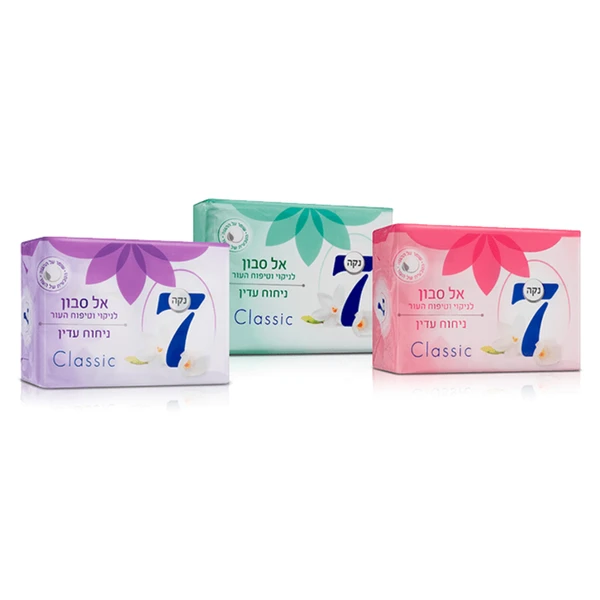 אל סבון
לניקוי וטיפוח העור
ניחוח עדין
Classic
נקה
7
אל סבון
לניקוי וטיפוח העור
ניחוח עדין
Classic
נקה
7
אל סבון
לניקוי וטיפוח העור
ניחוח עדין
Classic
נקה
7